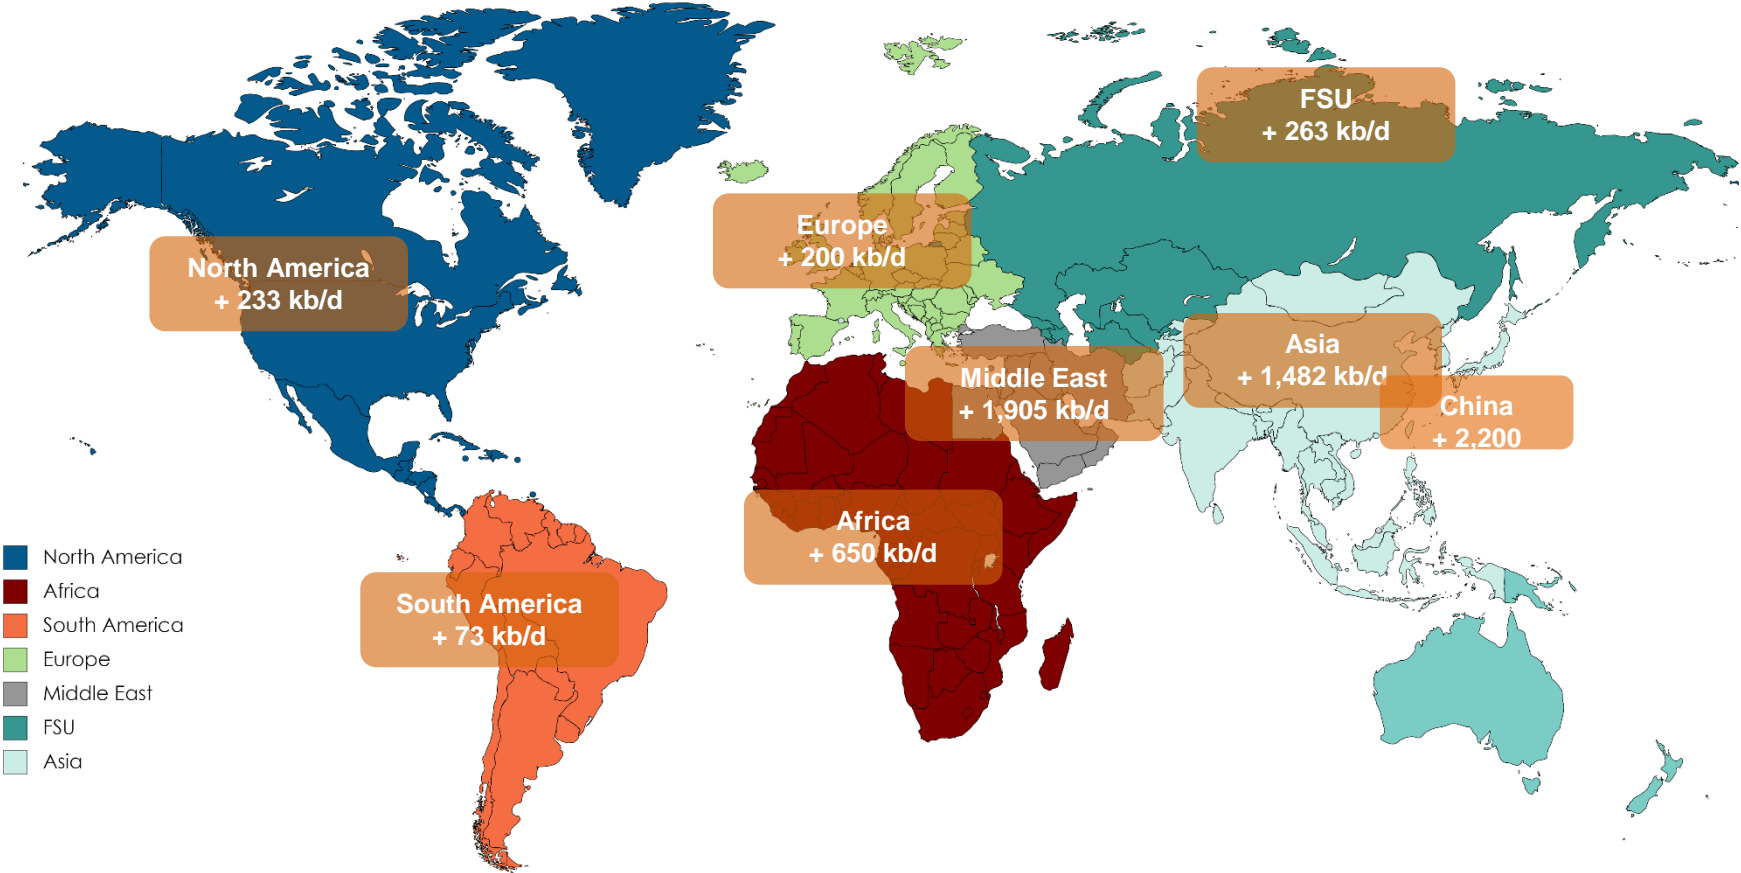 FSU
+ 263 kb/d
Europe
+ 200 kb/d
North America
+ 233 kb/d
Asia
+ 1,482 kb/d
Middle East
+ 1,905 kb/d
China
+ 2,200
Africa
+ 650 kb/d
South America
+ 73 kb/d
North America
Africa
South America
Europe
Middle East
FSU
Asia